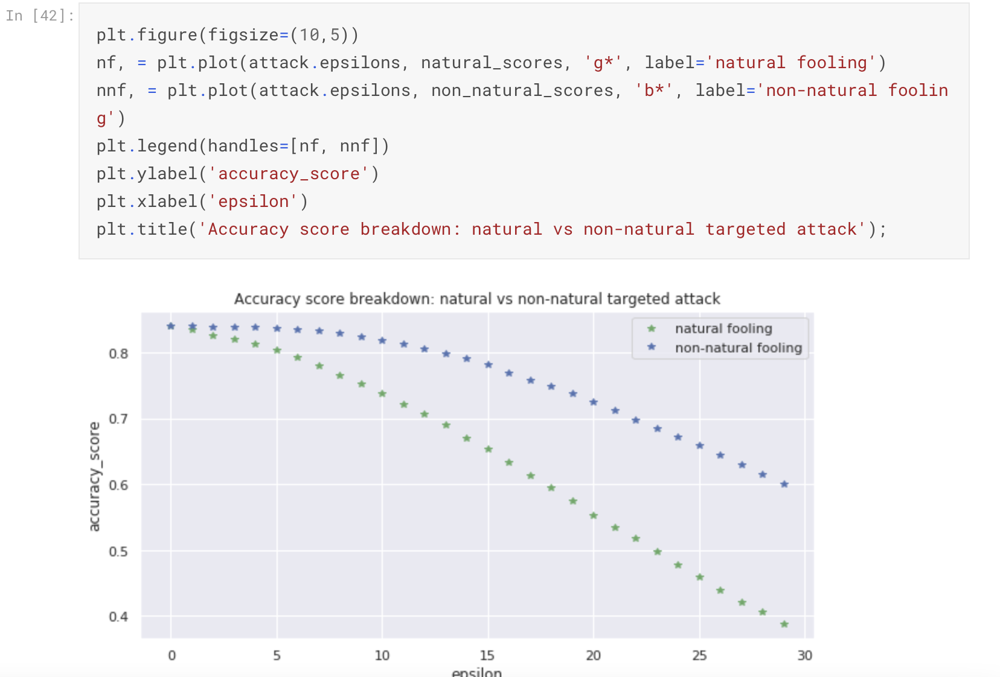 In [42]:
plt.figure(figsize=(10,5))
nf, = plt.plot(attack.epsilons, natural_scores, 'g*', label='natural fooling')
nnf, = plt.plot(attack.epsilons, non_natural_scores, 'b*', label='non-natural foolin
g')
plt.legend(handles=[nf, nnf])
plt.ylabel('accuracy_score')
plt.xlabel('epsilon')
plt.title('Accuracy score breakdown: natural vs non-natural targeted attack');
Accuracy score breakdown: natural vs non-natural targeted attack
natural fooling
non-natural fooling
accuracy_score
0.8
0.7
0.6
0.5
0.4
0 5 10 15 20 25 30
epsilon